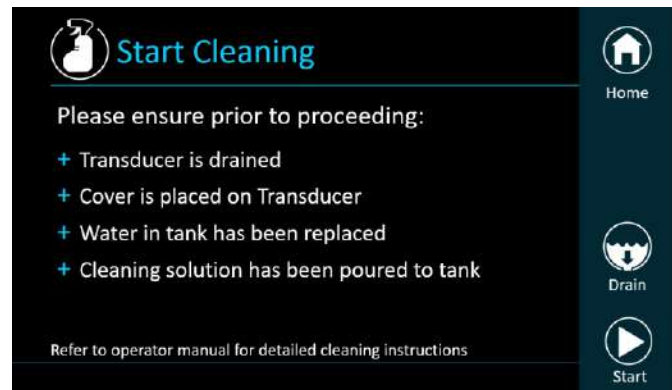 Start Cleaning
Please ensure prior to proceeding:
+ Transducer is drained
+ Cover is placed on Transducer
+ Water in tank has been replaced
+ Cleaning solution has been poured to tank
Refer to operator manual for detailed cleaning instructions
Home
Drain
Start